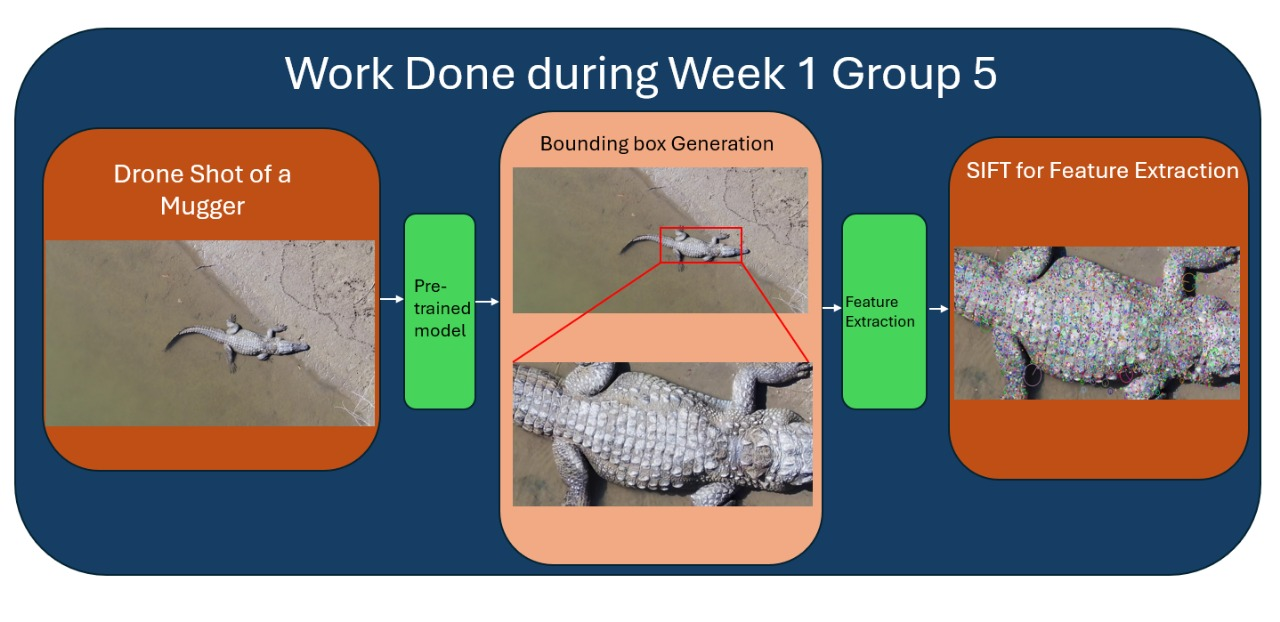 Work Done during Week 1 Group 5
Drone Shot of a
Mugger
Pre-
trained
model
Bounding box Generation
Feature
Extraction
SIFT for Feature Extraction